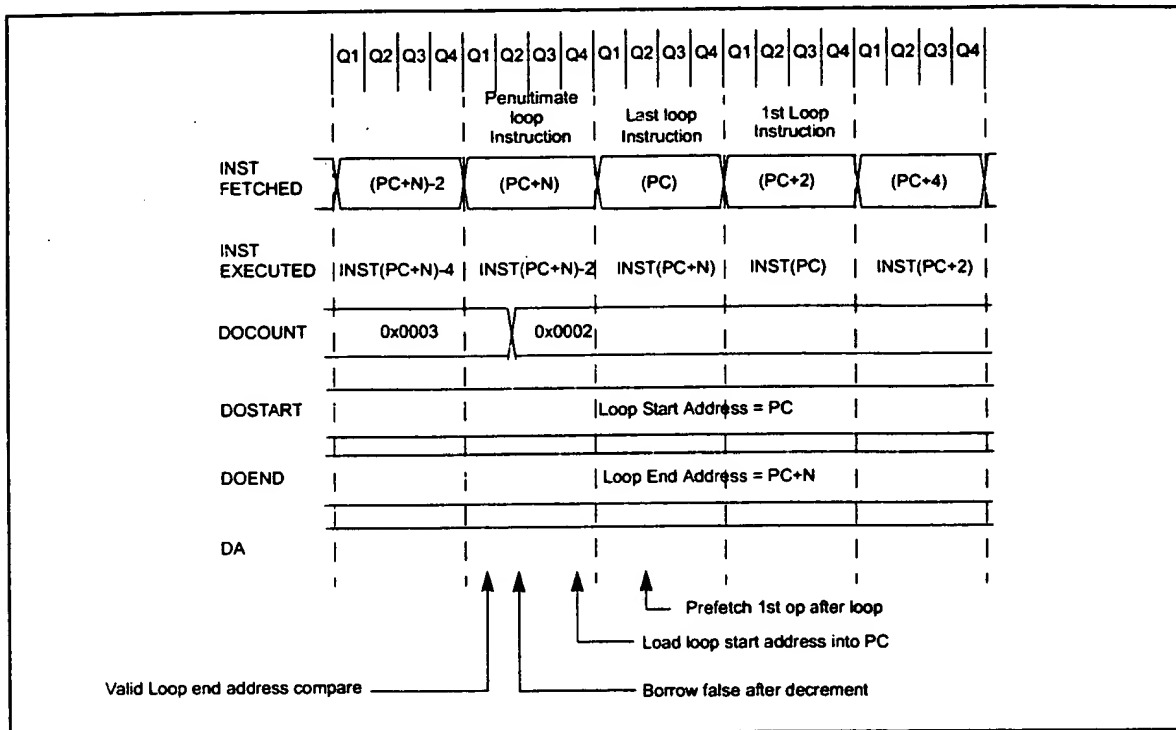 Q1 Q2 Q3 Q4 Q1 Q2 Q3 Q4 Q1 Q2 Q3 Q4 Q1 Q2 Q3 Q4 Q1 Q2 Q3 Q4
Penultimate loop Instruction
Last loop Instruction
1st Loop Instruction
INST FETCHED
(PC+N)-2 (PC+N) (PC) (PC+2) (PC+4)
INST EXECUTED
INST(PC+N)-4 INST(PC+N)-2 INST(PC+N) INST(PC) INST(PC+2)
DOCOUNT 0x0003 0x0002
DOSTART Loop Start Address = PC
DOEND Loop End Address = PC+N
DA
Prefetch 1st op after loop
Load loop start address into PC
Valid Loop end address compare
Borrow false after decrement